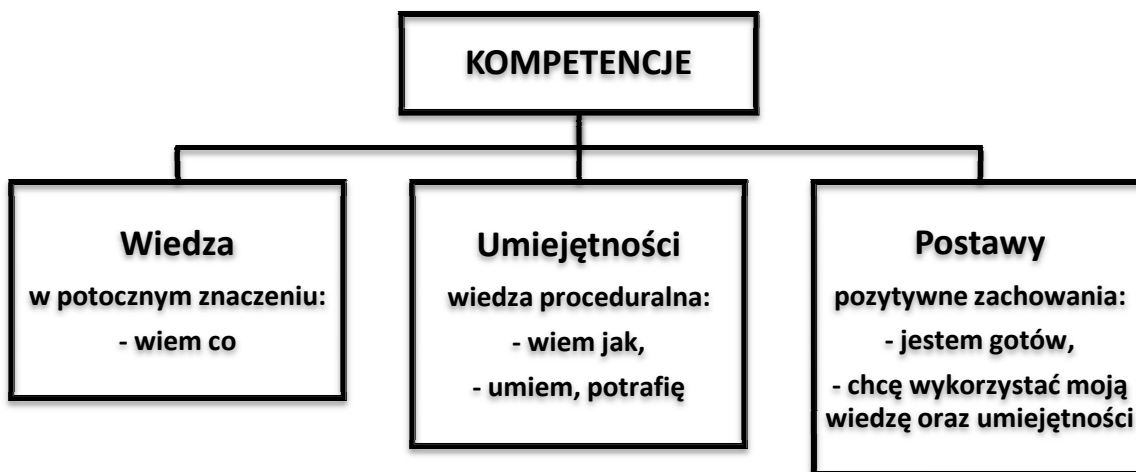 KOMPETENCJE
Wiedza
w potocznym znaczeniu:
- wiem co
Umiejętności
wiedza proceduralna:
- wiem jak,
- umiem, potrafię
Postawy
pozytywne zachowania:
- jestem gotów,
- chcę wykorzystać moją
wiedzę oraz umiejętności